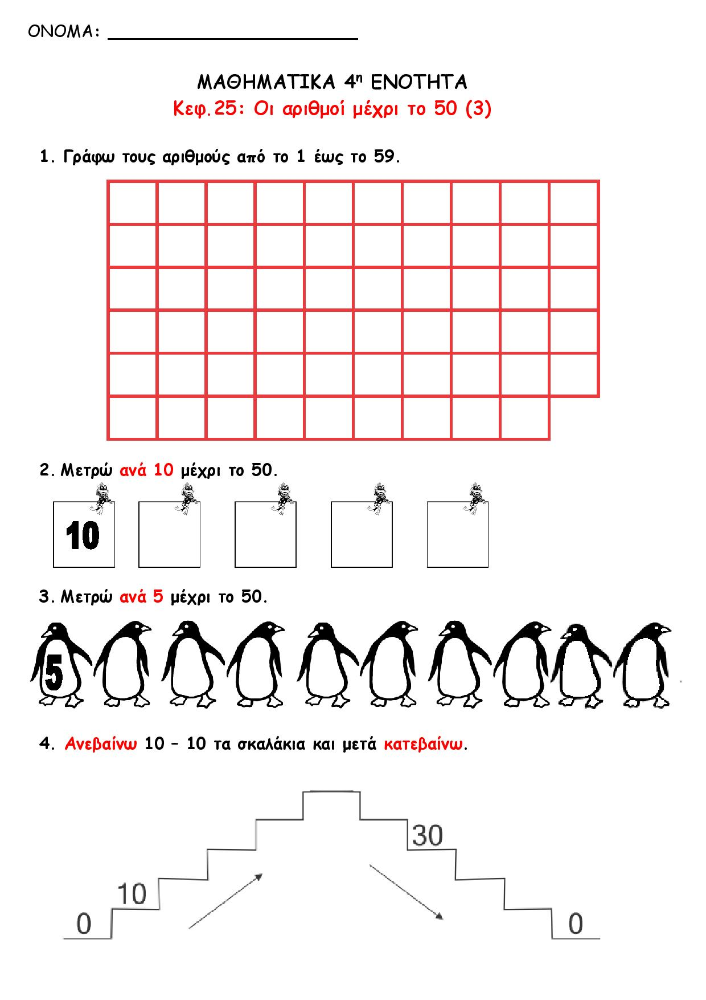 ΟΝΟΜΑ: 
ΜΑΘΗΜΑΤΙΚΑ 4η ΕΝΟΤΗΤΑ
Κεφ. 25: Οι αριθμοί μέχρι το 50 (3)
1. Γράφω τους αριθμούς από το 1 έως το 59.
2. Μετρώ ανά 10 μέχρι το 50.
10
3. Μετρώ ανά 5 μέχρι το 50.
5
4. Ανεβαίνω 10 – 10 τα σκαλάκια και μετά κατεβαίνω.
30
10
0 0